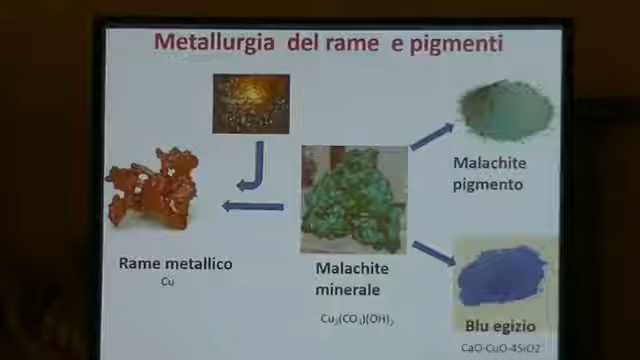 Metallurgia del rame e pigmenti
Malachite
pigmento
Rame metallico
Cu
Malachite
minerale
Cu₂(CO₃)(OH)₂
Blu egizio
CaO-CuO-4SiO2